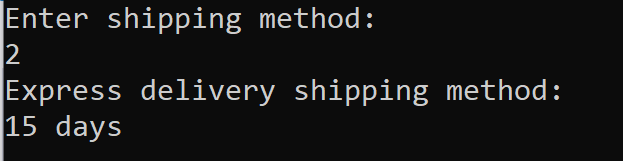 Enter shipping method:
2
Express delivery shipping method:
15 days